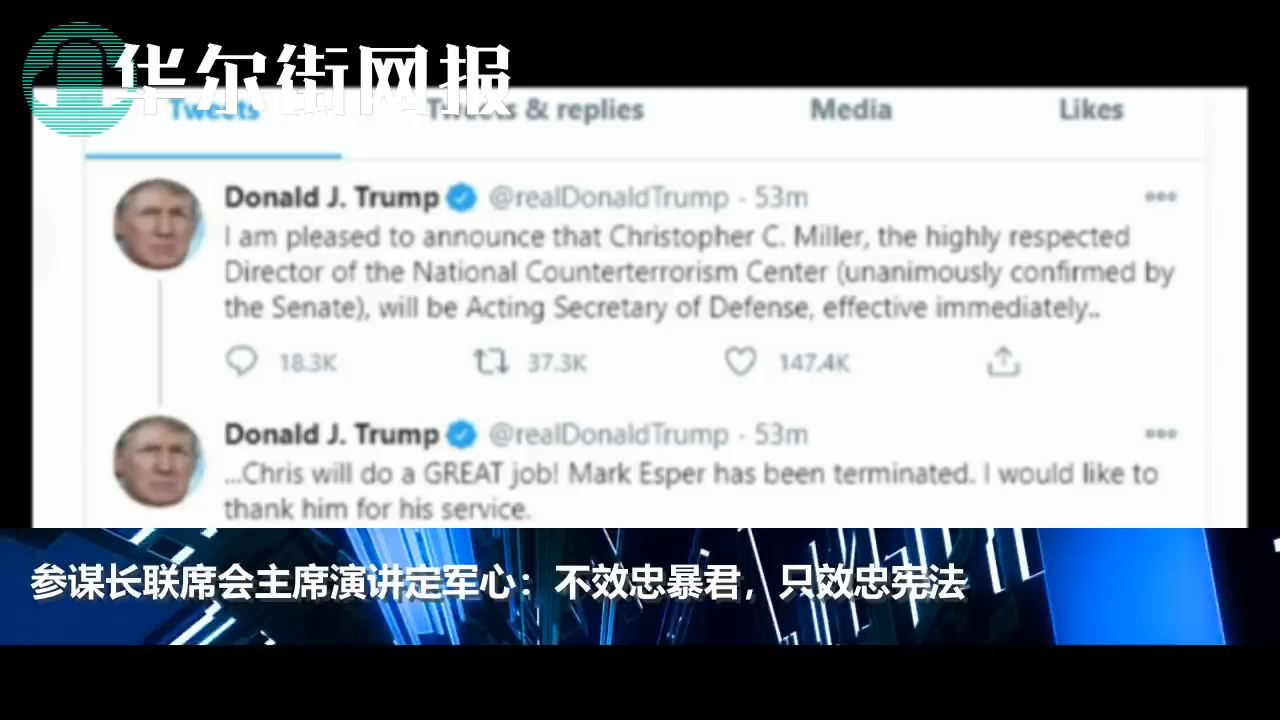 华尔街网报
Tweets Tweets & replies Media Likes
Donald J. Trump @realDonaldTrump · 53m
I am pleased to announce that Christopher C. Miller, the highly respected
Director of the National Counterterrorism Center (unanimously confirmed by
the Senate), will be Acting Secretary of Defense, effective immediately..
18.3K 37.3K 147.4K
Donald J. Trump @realDonaldTrump · 53m
...Chris will do a GREAT job! Mark Esper has been terminated. I would like to
thank him for his service.
参谋长联席会主席演讲定军心：不效忠暴君，只效忠宪法